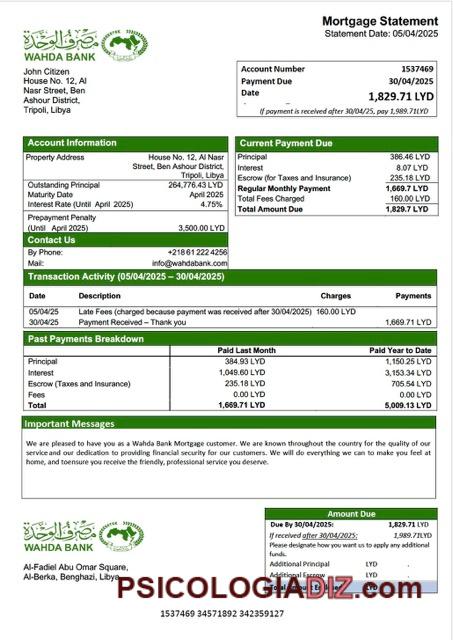 Mortgage Statement
Statement Date: 05/04/2025
مصرف الوحدة
WAHDA BANK
John Citizen
House No. 12, Al
Nasr Street, Ben
Ashour District,
Tripoli, Libya
Account Number 1537469
Payment Due 30/04/2025
Date 1,829.71 LYD
If payment is received after 30/04/25, pay 1,989.71LYD
Account Information
Property Address House No. 12, Al Nasr
Street, Ben Ashour District,
Tripoli, Libya
Outstanding Principal 264,776.43 LYD
Maturity Date April 2025
Interest Rate (Until April 2025) 4.75%
Prepayment Penalty
(Until April 2025) 3,500.00 LYD
Contact Us
By Phone: +218 61 222 4256
Mail: info@wahdabank.com
Current Payment Due
Principal 386.46 LYD
Interest 8.07 LYD
Escrow (for Taxes and Insurance) 235.18 LYD
Regular Monthly Payment 1,669.7 LYD
Total Fees Charged 160.00 LYD
Total Amount Due 1,829.7 LYD
Transaction Activity (05/04/2025 – 30/04/2025)
Date Description Charges Payments
05/04/25 Late Fees (charged because payment was received after 30/04/2025) 160.00 LYD
30/04/25 Payment Received – Thank you 1,669.71 LYD
Past Payments Breakdown
Paid Last Month Paid Year to Date
Principal 384.93 LYD 1,150.25 LYD
Interest 1,049.60 LYD 3,153.34 LYD
Escrow (Taxes and Insurance) 235.18 LYD 705.54 LYD
Fees 0.00 LYD 0.00 LYD
Total 1,669.71 LYD 5,009.13 LYD
Important Messages
We are pleased to have you as a Wahda Bank Mortgage customer. We are known throughout the country for the quality of our
service and our dedication to providing financial security for our customers. We will do everything we can to make you feel at
home, and toensure you receive the friendly, professional service you deserve.
مصرف الوحدة
WAHDA BANK
Al-Fadiel Abu Omar Square,
Al-Berka, Benghazi, Libya
Amount Due
Due By 30/04/2025: 1,829.71 LYD
If received after 30/04/2025: 1,989.71LYD
Please designate how you want us to apply any additional
funds.
Additional Principal LYD .
Additional Escrow LYD .
PSICOLOGIADIZ.com
1537469 34571892 342359127